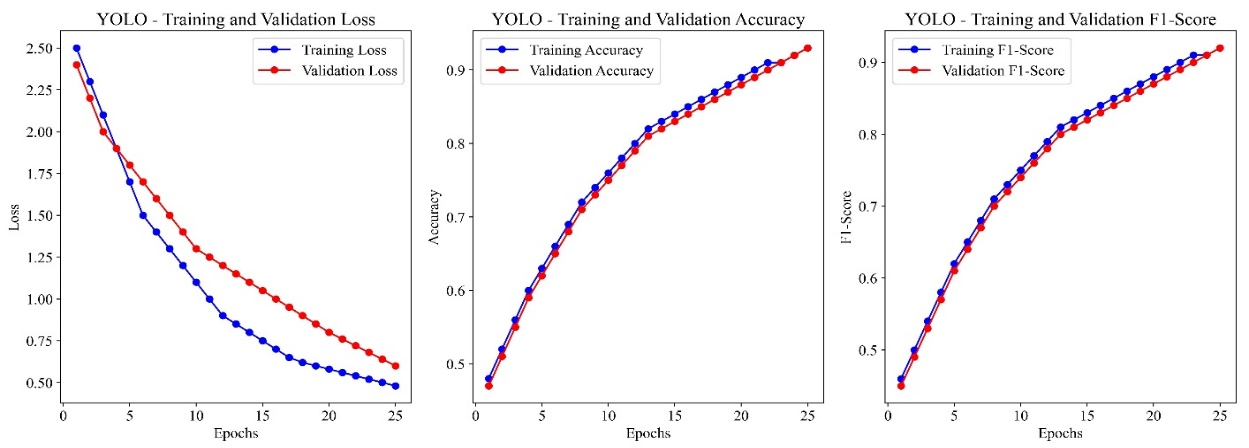 YOLO - Training and Validation Loss
Training Loss
Validation Loss
2.50
2.25
2.00
1.75
1.50
1.25
1.00
0.75
0.50
Loss
0 5 10 15 20 25
Epochs
YOLO - Training and Validation Accuracy
Training Accuracy
Validation Accuracy
0.9
0.8
0.7
0.6
0.5
Accuracy
0 5 10 15 20 25
Epochs
YOLO - Training and Validation F1-Score
Training F1-Score
Validation F1-Score
0.9
0.8
0.7
0.6
0.5
F1-Score
0 5 10 15 20 25
Epochs